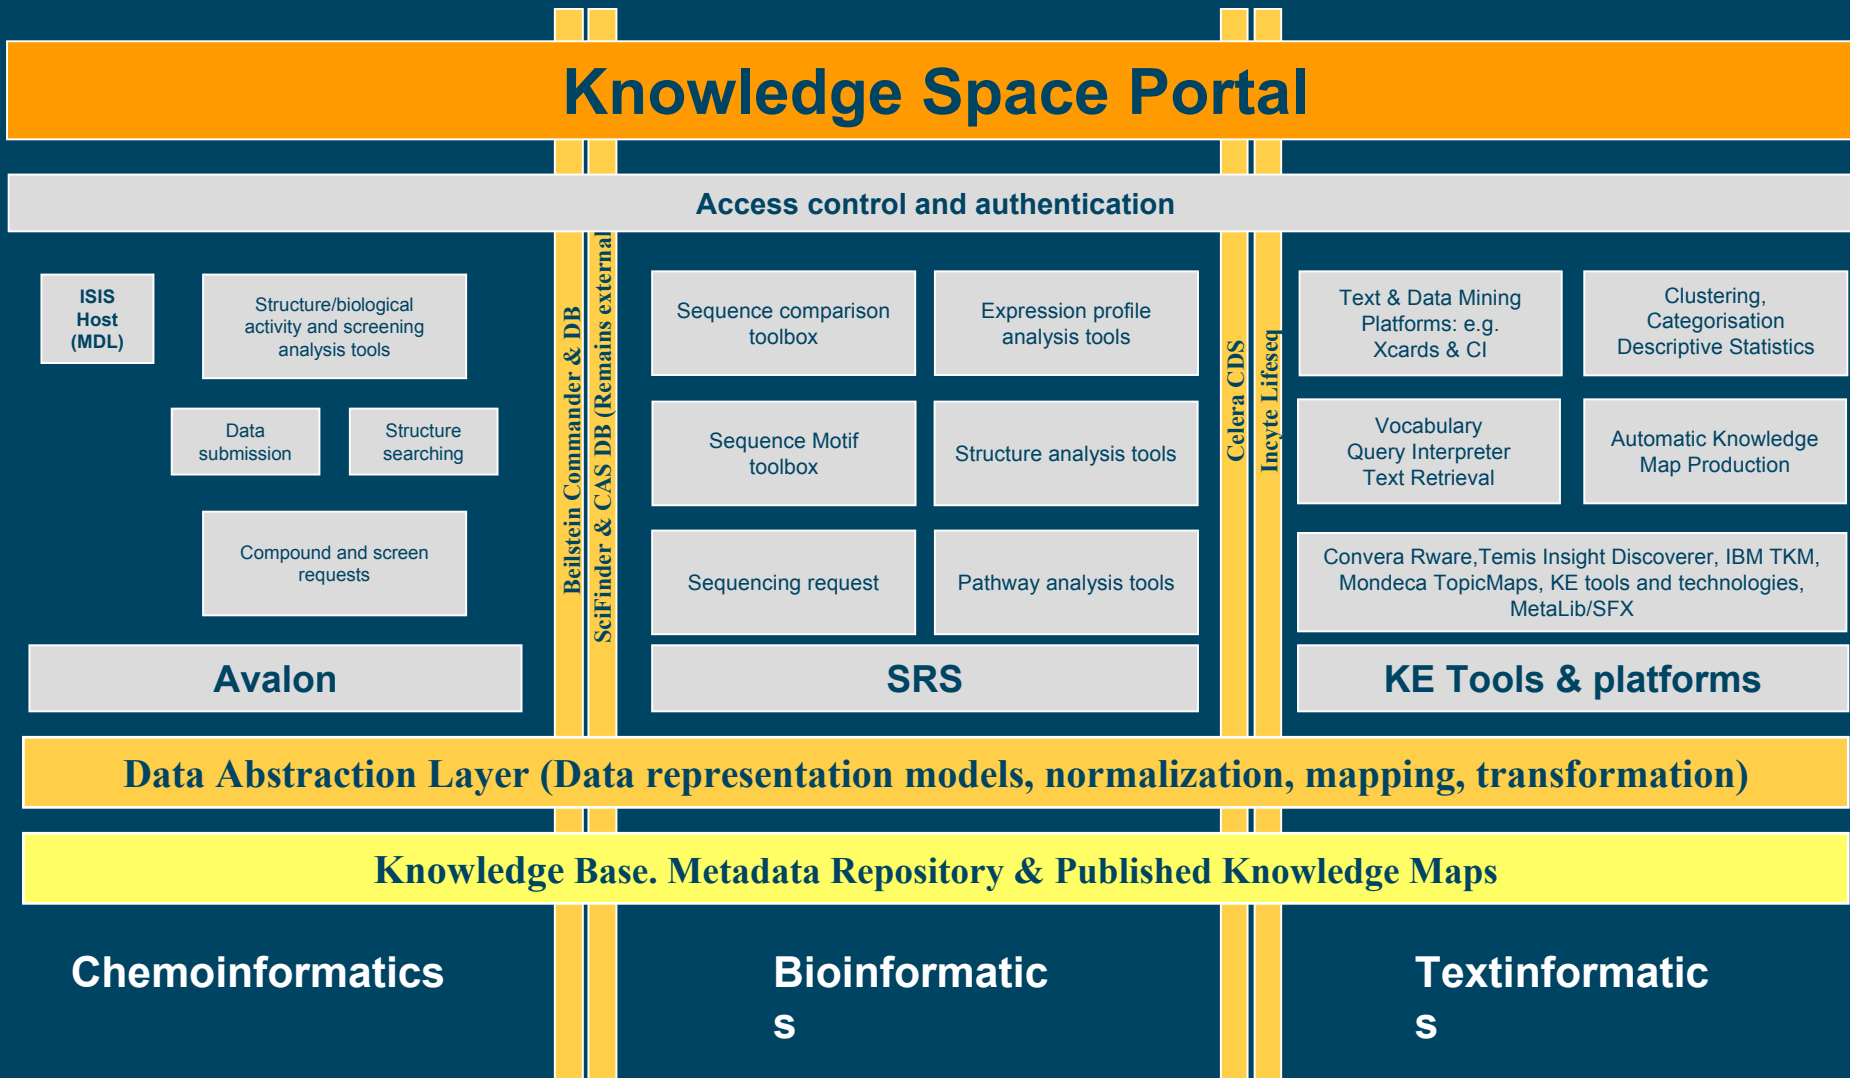 Knowledge Space Portal
Access control and authentication
ISIS
Host
(MDL)
Structure/biological
activity and screening
analysis tools
Data
submission
Structure
searching
Compound and screen
requests
Avalon
Beilstein Commander & DB
SciFinder & CAS DB (Remains external
Sequence comparison
toolbox
Expression profile
analysis tools
Sequence Motif
toolbox
Structure analysis tools
Sequencing request
Pathway analysis tools
SRS
Celera CDS
Incyte Lifeseq
Text & Data Mining
Platforms: e.g.
Xcards & CI
Clustering,
Categorisation
Descriptive Statistics
Vocabulary
Query Interpreter
Text Retrieval
Automatic Knowledge
Map Production
Convera Rware,Temis Insight Discoverer, IBM TKM,
Mondeca TopicMaps, KE tools and technologies,
MetaLib/SFX
KE Tools & platforms
Data Abstraction Layer (Data representation models, normalization, mapping, transformation)
Knowledge Base. Metadata Repository & Published Knowledge Maps
Chemoinformatics
Bioinformatic
s
Textinformatic
s